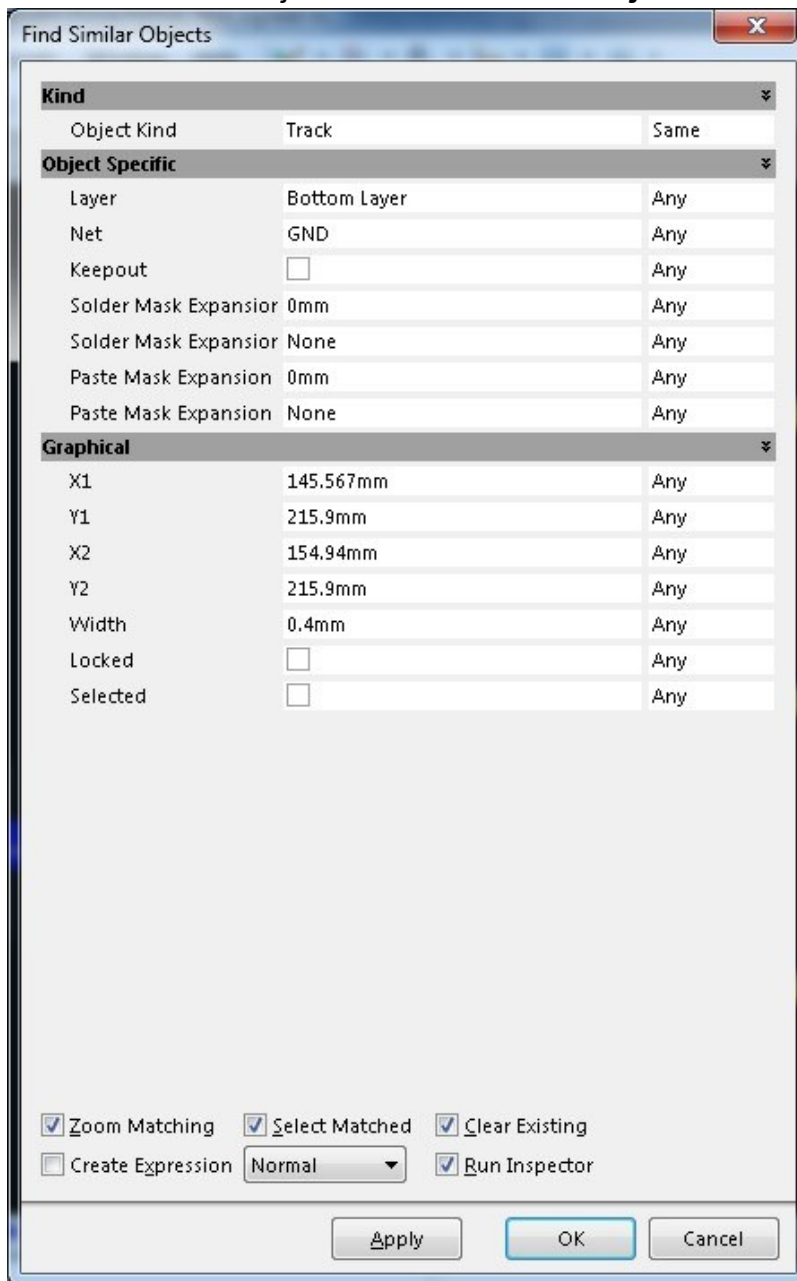 Find Similar Objects
Kind
Object Kind Track Same
Object Specific
Layer Bottom Layer Any
Net GND Any
Keepout Any
Solder Mask Expansior 0mm Any
Solder Mask Expansior None Any
Paste Mask Expansion 0mm Any
Paste Mask Expansion None Any
Graphical
X1 145.567mm Any
Y1 215.9mm Any
X2 154.94mm Any
Y2 215.9mm Any
Width 0.4mm Any
Locked Any
Selected Any
Zoom Matching Select Matched Clear Existing
Create Expression Normal Run Inspector
Apply OK Cancel